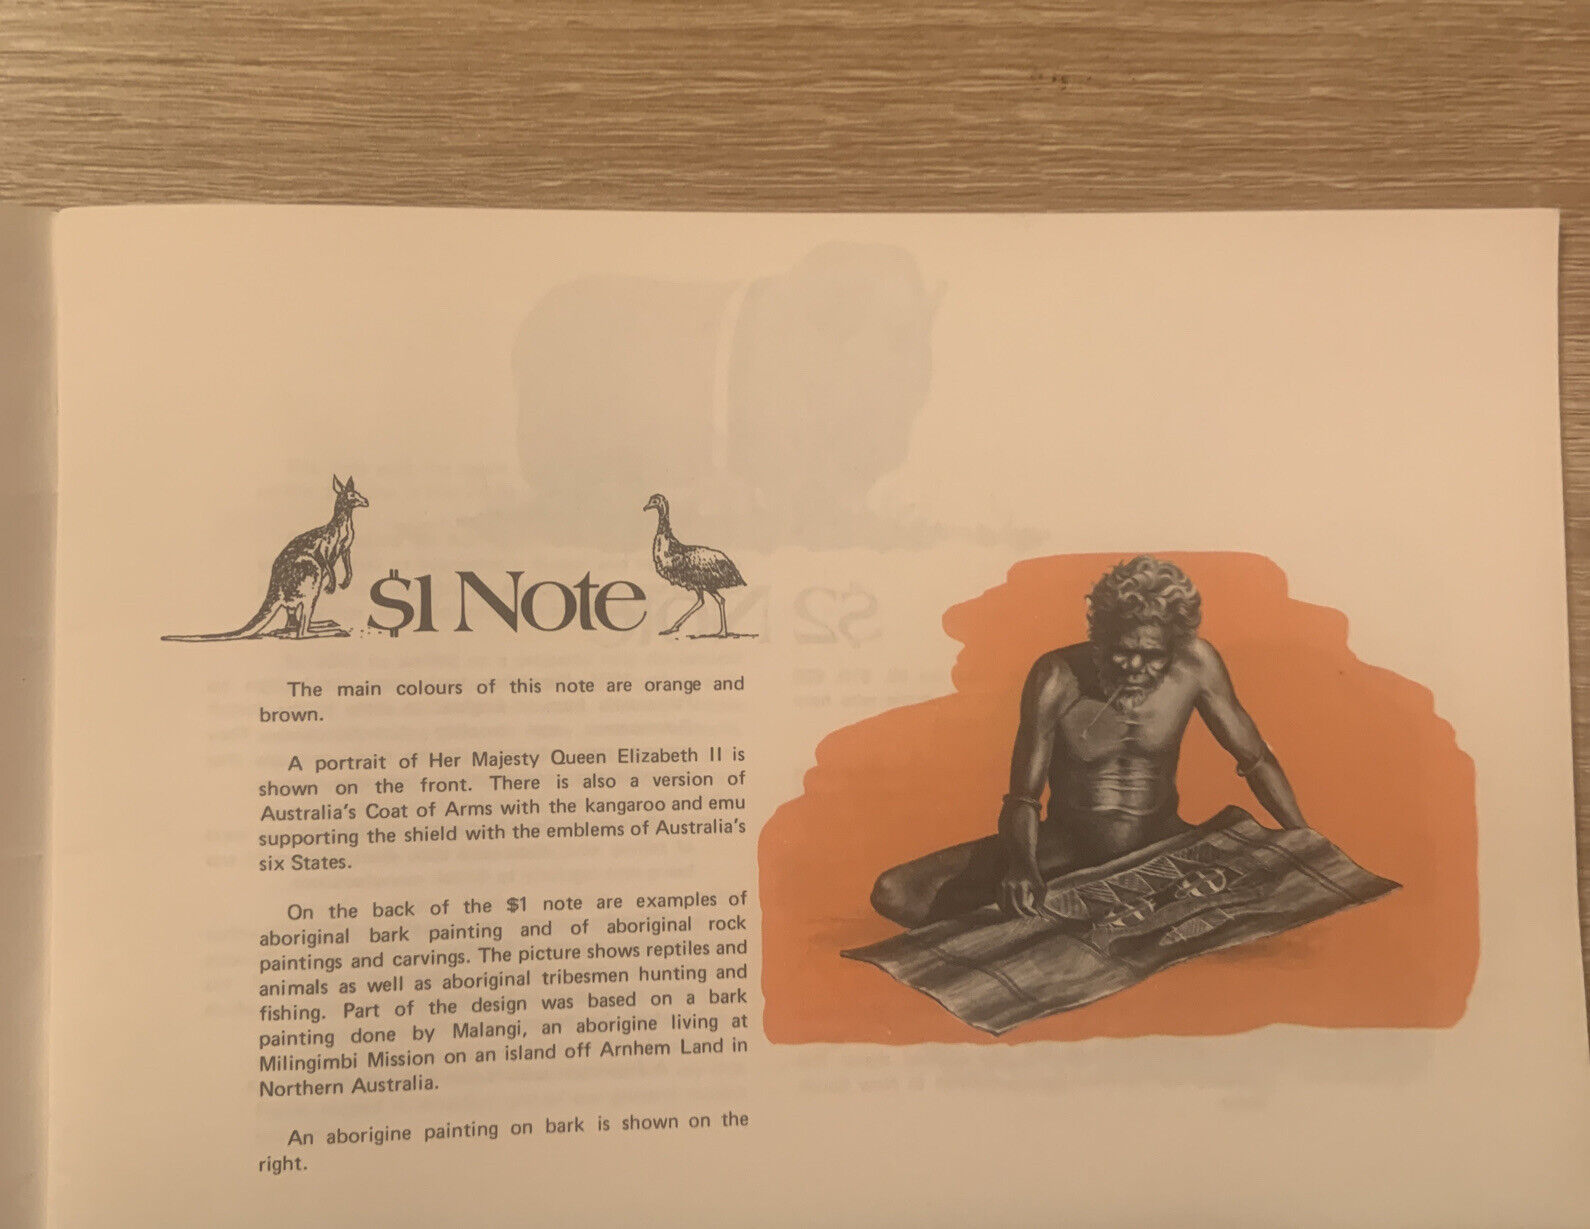 $1 Note
The main colours of this note are orange and
brown.
A portrait of Her Majesty Queen Elizabeth II is
shown on the front. There is also a version of
Australia's Coat of Arms with the kangaroo and emu
supporting the shield with the emblems of Australia's
six States.
On the back of the $1 note are examples of
aboriginal bark painting and of aboriginal rock
paintings and carvings. The picture shows reptiles and
animals as well as aboriginal tribesmen hunting and
fishing. Part of the design was based on a bark
painting done by Malangi, an aborigine living at
Milingimbi Mission on an island off Arnhem Land in
Northern Australia.
An aborigine painting on bark is shown on the
right.
$2 N